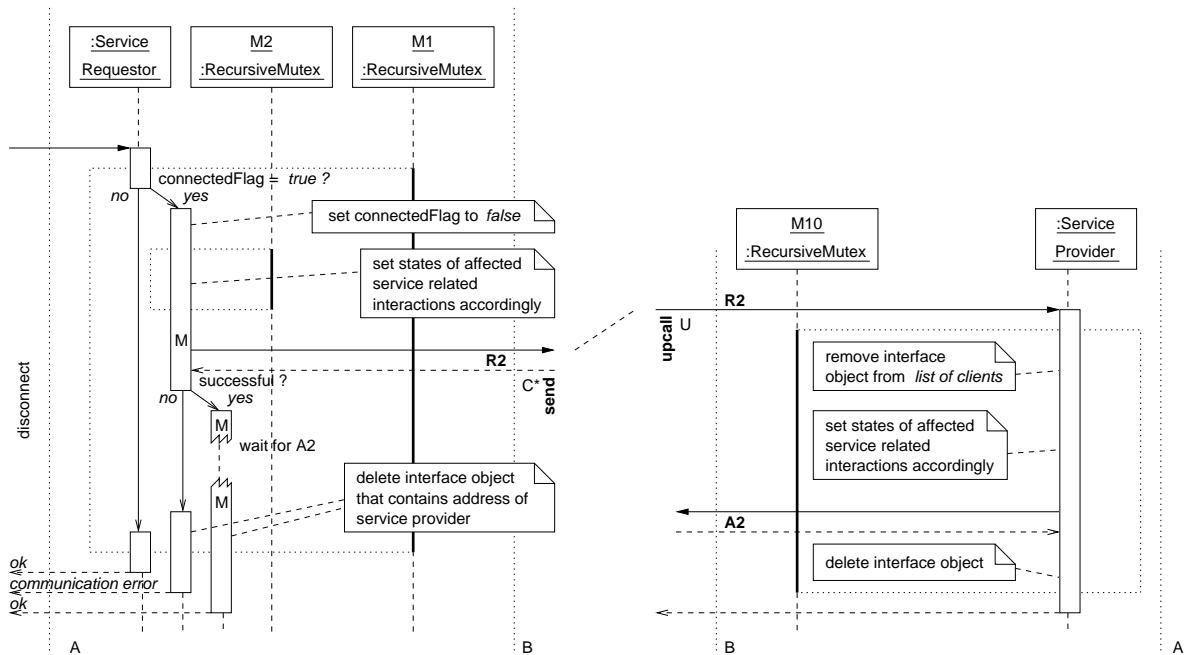 :Service
Requestor
M2
:RecursiveMutex
M1
:RecursiveMutex
connectedFlag = true ?
no
yes
set connectedFlag to false
set states of affected
service related
interactions accordingly
M
R2
successful ?
C*
send
no
yes
M
wait for A2
disconnect
M
delete interface object
that contains address of
service provider
ok
communication error
ok
A
B
M10
:RecursiveMutex
:Service
Provider
R2
upcall
U
remove interface
object from list of clients
set states of affected
service related
interactions accordingly
A2
delete interface object
B
A